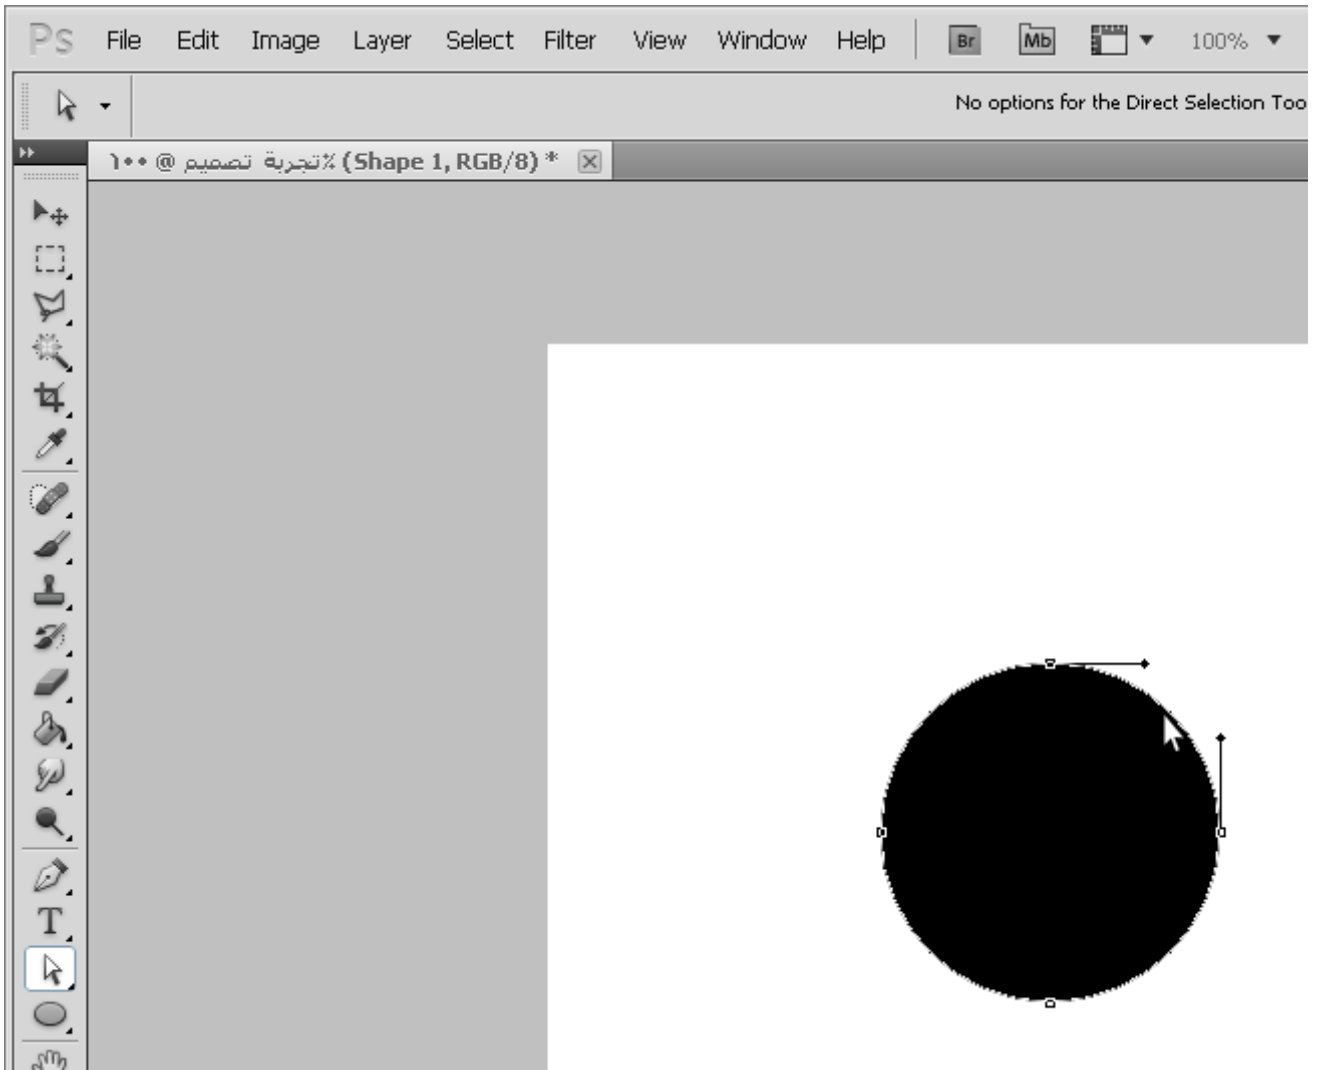 Ps File Edit Image Layer Select Filter View Window Help Br Mb 100%
No options for the Direct Selection Too
تجربة تصميم @ ١٠٠% (Shape 1, RGB/8) *
T